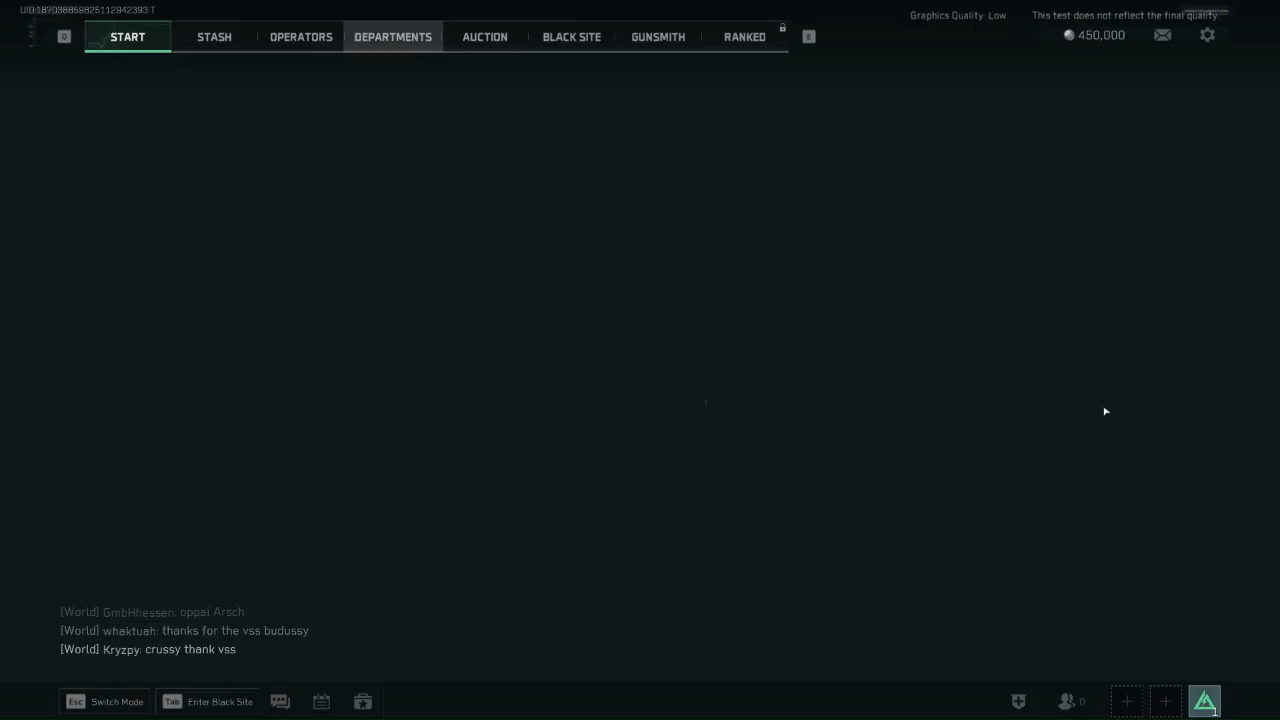 Graphics Quality: Low
This test does not reflect the final quality.
Q
START
STASH
OPERATORS
DEPARTMENTS
AUCTION
BLACK SITE
GUNSMITH
RANKED
E
450,000
[World] GmbHhessen: oppai Arsch
[World] whaktuah: thanks for the vss budussy
[World] Kryzpy: crussy thank vss
Esc Switch Mode
Tab Enter Black Site
0
1